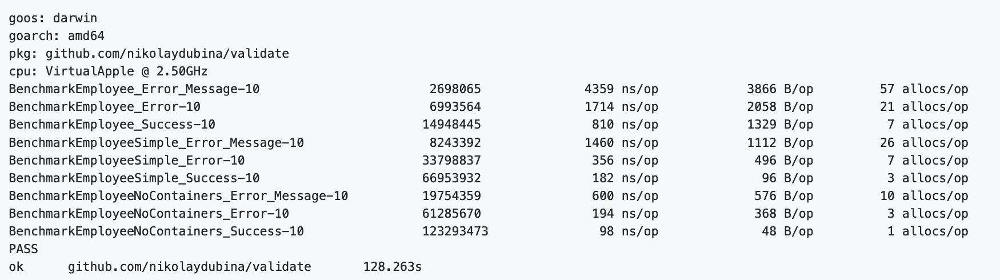 goos: darwin
goarch: amd64
pkg: github.com/nikolaydubina/validate
cpu: VirtualApple @ 2.50GHz
BenchmarkEmployee_Error_Message-10 2698065 4359 ns/op 3866 B/op 57 allocs/op
BenchmarkEmployee_Error-10 6993564 1714 ns/op 2058 B/op 21 allocs/op
BenchmarkEmployee_Success-10 14948445 810 ns/op 1329 B/op 7 allocs/op
BenchmarkEmployeeSimple_Error_Message-10 8243392 1460 ns/op 1112 B/op 26 allocs/op
BenchmarkEmployeeSimple_Error-10 33798837 356 ns/op 496 B/op 7 allocs/op
BenchmarkEmployeeSimple_Success-10 66953932 182 ns/op 96 B/op 3 allocs/op
BenchmarkEmployeeNoContainers_Error_Message-10 19754359 600 ns/op 576 B/op 10 allocs/op
BenchmarkEmployeeNoContainers_Error-10 61285670 194 ns/op 368 B/op 3 allocs/op
BenchmarkEmployeeNoContainers_Success-10 123293473 98 ns/op 48 B/op 1 allocs/op
PASS
ok github.com/nikolaydubina/validate 128.263s